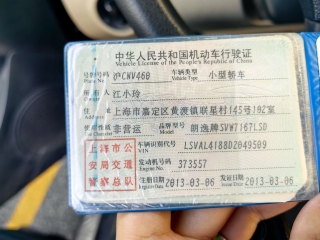 中华人民共和国机动车行驶证
Vehicle License of the People's Republic of China
号牌号码 沪CNV460 车辆类型 小型轿车
Plate No. Vehicle Type
所有人 江小玲
住址 上海市嘉定区黄渡镇联星村145号102室
使用性质 非营运 品牌型号 朗逸牌SVW7167LSD
上海市公安局交通警察总队
车辆识别代号 LSVAL4188D2049509
VIN
发动机号码 373557
注册日期 2013-03-06 发证日期 2013-03-06